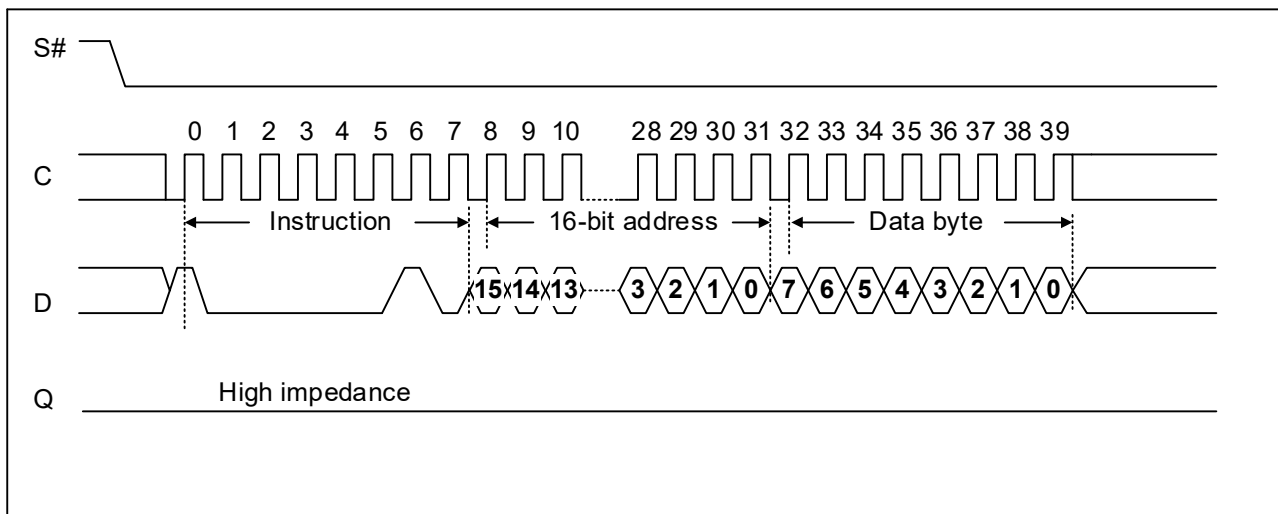 S#
0 1 2 3 4 5 6 7 8 9 10 28 29 30 31 32 33 34 35 36 37 38 39
C
Instruction 16-bit address Data byte
D 15 14 13 3 2 1 0 7 6 5 4 3 2 1 0
High impedance
Q